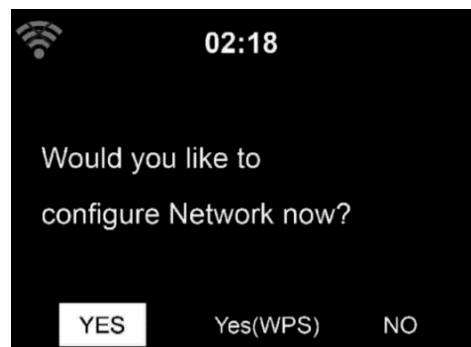 02:18
Would you like to
configure Network now?
YES Yes(WPS) NO